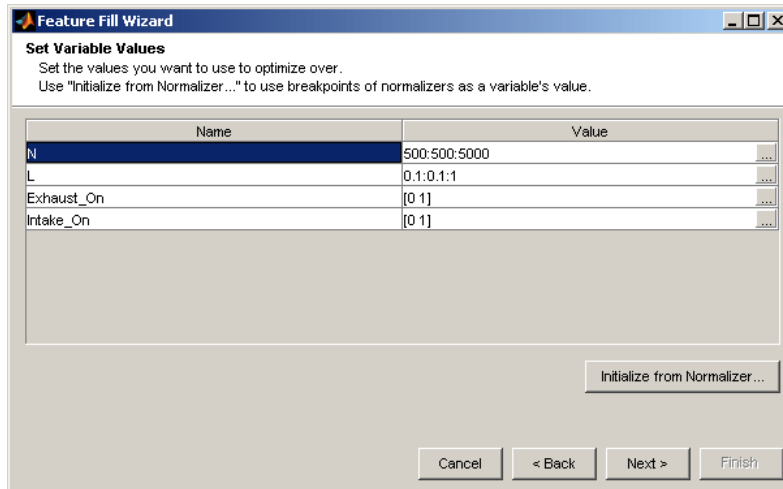 Feature Fill Wizard
Set Variable Values
Set the values you want to use to optimize over.
Use "Initialize from Normalizer..." to use breakpoints of normalizers as a variable's value.
Name Value
N 500:500:5000 ...
L 0.1:0.1:1 ...
Exhaust_On [0 1] ...
Intake_On [0 1] ...
Initialize from Normalizer...
Cancel < Back Next > Finish